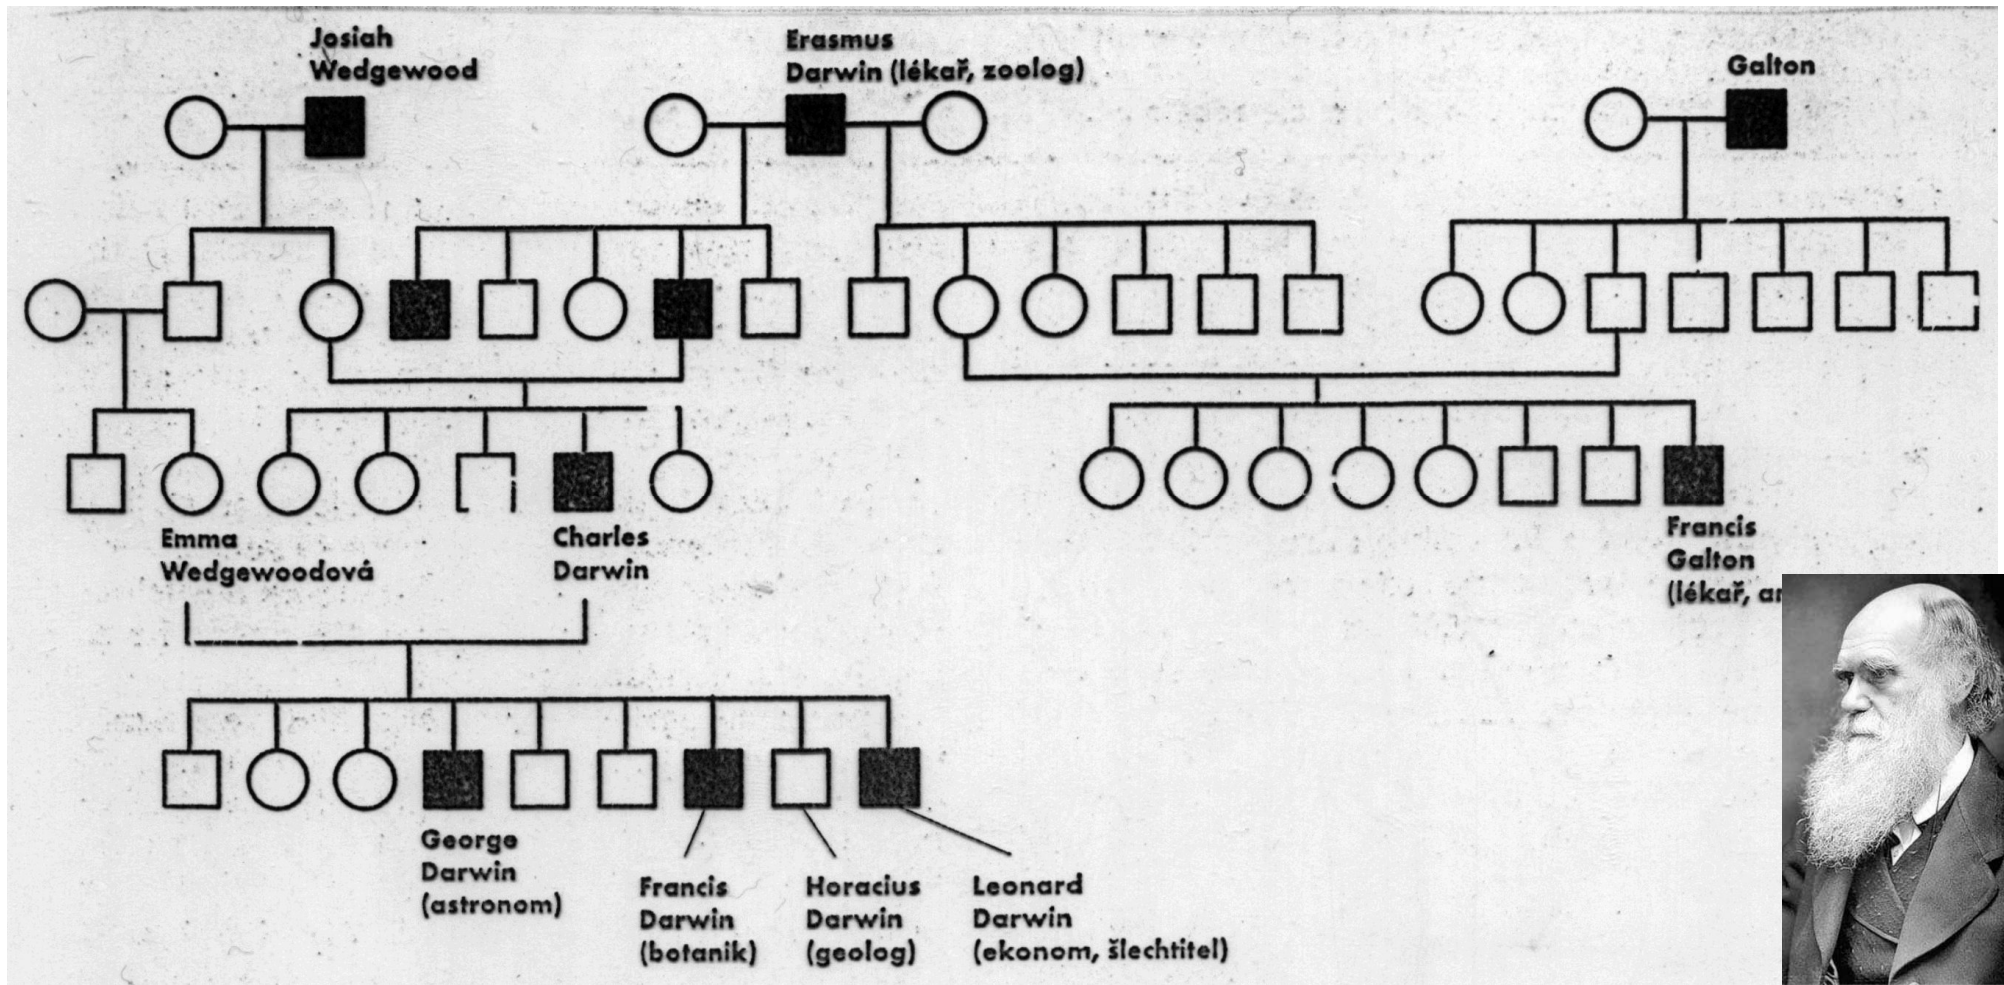 Josiah
Wedgewood
Erasmus
Darwin (lékař, zoolog)
Galton
Emma
Wedgewoodová
Charles
Darwin
Francis
Galton
(lékař,
George
Darwin
(astronom)
Francis
Darwin
(botanik)
Horacius
Darwin
(geolog)
Leonard
Darwin
(ekonom, šlechtitel)